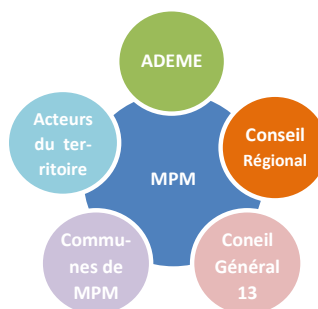 ADEME
Acteurs
du ter-
ritoire
Conseil
Régional
MPM
Commu-
nes de
MPM
Coneil
Général
13